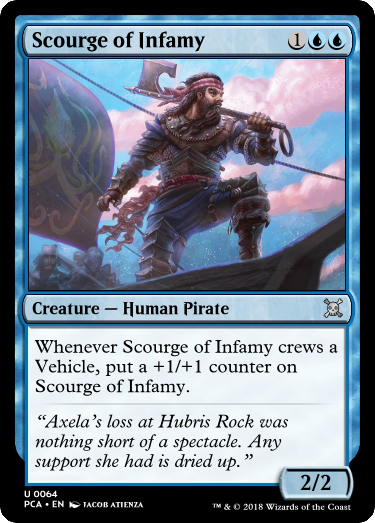 Scourge of Infamy 1
Creature — Human Pirate
Whenever Scourge of Infamy crews a
Vehicle, put a +1/+1 counter on
Scourge of Infamy.
“Axela’s loss at Hubris Rock was
nothing short of a spectacle. Any
support she had is dried up.”
2/2
U 0064
PCA • EN JACOB ATIENZA
™ & © 2018 Wizards of the Coast